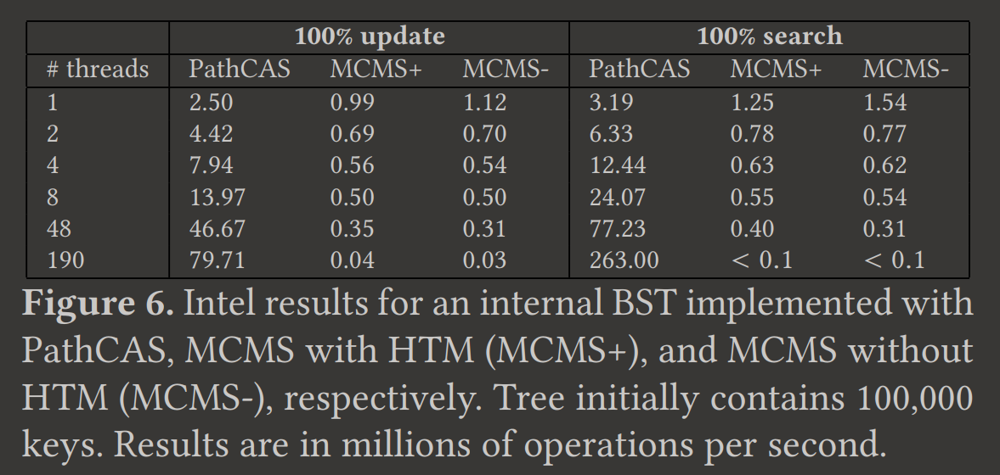 100% update 100% search
# threads PathCAS MCMS+ MCMS- PathCAS MCMS+ MCMS-
1 2.50 0.99 1.12 3.19 1.25 1.54
2 4.42 0.69 0.70 6.33 0.78 0.77
4 7.94 0.56 0.54 12.44 0.63 0.62
8 13.97 0.50 0.50 24.07 0.55 0.54
48 46.67 0.35 0.31 77.23 0.40 0.31
190 79.71 0.04 0.03 263.00 < 0.1 < 0.1
Figure 6. Intel results for an internal BST implemented with
PathCAS, MCMS with HTM (MCMS+), and MCMS without
HTM (MCMS-), respectively. Tree initially contains 100,000
keys. Results are in millions of operations per second.